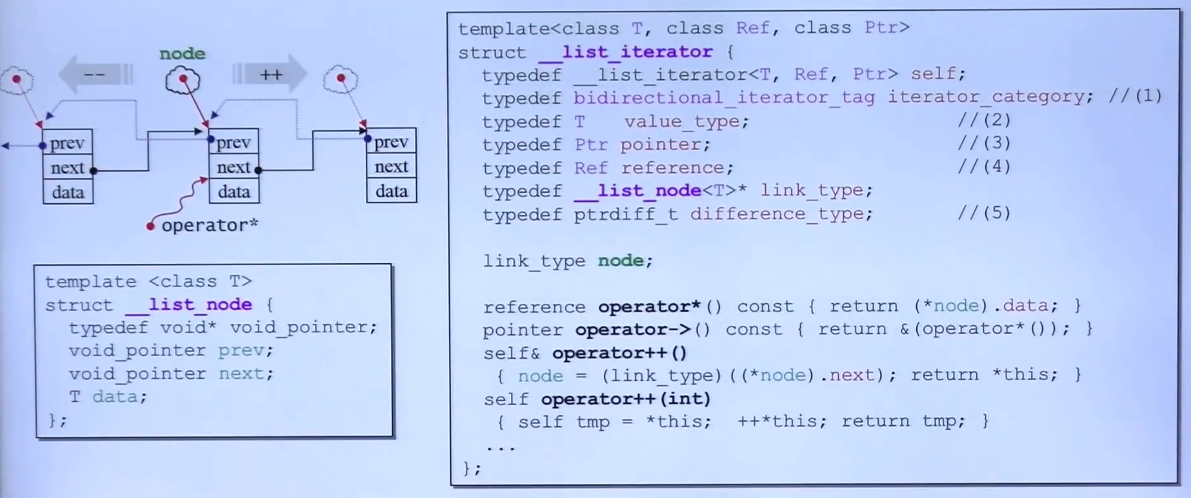 node
-- ++
prev prev prev
next next next
data data data
operator*
template <class T>
struct __list_node {
typedef void* void_pointer;
void_pointer prev;
void_pointer next;
T data;
};
template<class T, class Ref, class Ptr>
struct __list_iterator {
typedef __list_iterator<T, Ref, Ptr> self;
typedef bidirectional_iterator_tag iterator_category; //(1)
typedef T value_type; //(2)
typedef Ptr pointer; //(3)
typedef Ref reference; //(4)
typedef __list_node<T>* link_type;
typedef ptrdiff_t difference_type; //(5)
link_type node;
reference operator*() const { return (*node).data; }
pointer operator->() const { return &(operator*()); }
self& operator++()
{ node = (link_type)((*node).next); return *this; }
self operator++(int)
{ self tmp = *this; ++*this; return tmp; }
...
};